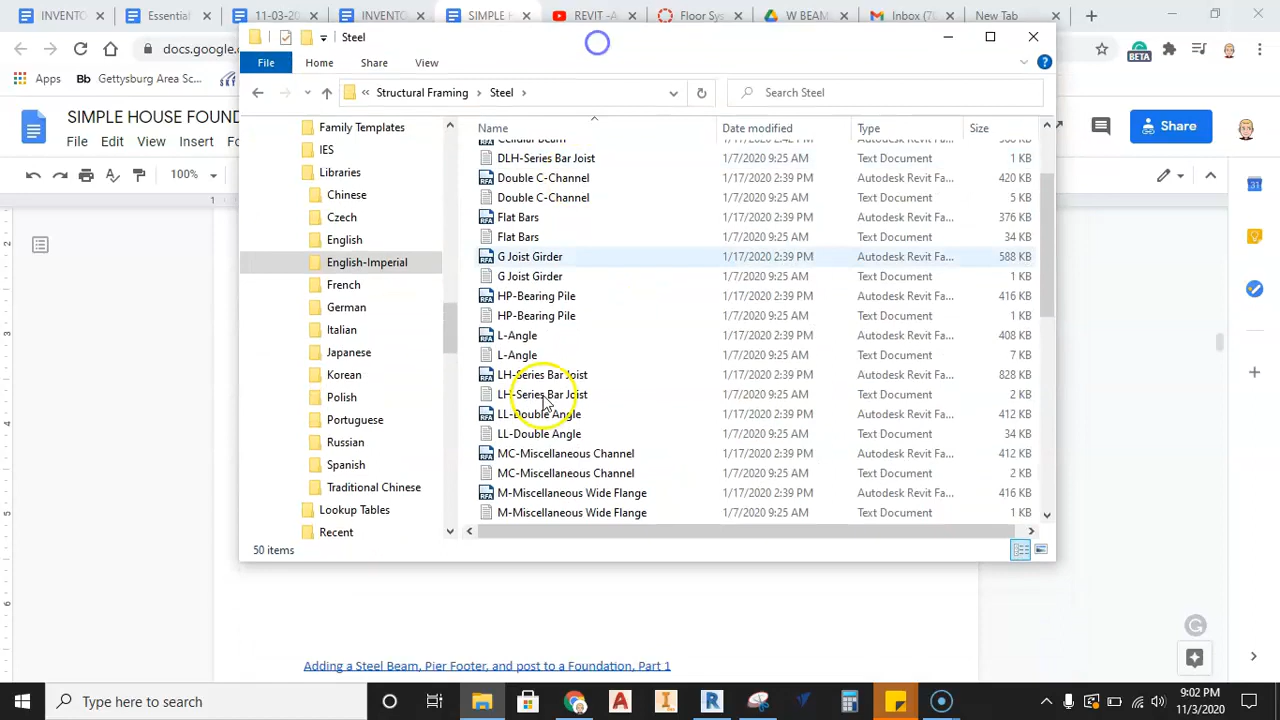 INVENTO
Essential
11-03-20
INVENTO
SIMPLE H
REVIT - A
Floor Sys
W BEAM
Inbox (7
New Tab
docs.google.c
BETA
Apps
Bb Gettysburg Area Sc...
SIMPLE HOUSE FOUND
File Edit View Insert
Share
100%
Steel
File Home Share View
« Structural Framing > Steel >
Search Steel
Name Date modified Type Size
Family Templates
IES
Libraries
Chinese
Czech
English
English-Imperial
French
German
Italian
Japanese
Korean
Polish
Portuguese
Russian
Spanish
Traditional Chinese
Lookup Tables
Recent
DLH-Series Bar Joist 1/7/2020 9:25 AM Text Document 1 KB
Double C-Channel 1/17/2020 2:39 PM Autodesk Revit Fa... 420 KB
Double C-Channel 1/7/2020 9:25 AM Text Document 5 KB
Flat Bars 1/17/2020 2:39 PM Autodesk Revit Fa... 376 KB
Flat Bars 1/7/2020 9:25 AM Text Document 34 KB
G Joist Girder 1/17/2020 2:39 PM Autodesk Revit Fa... 588 KB
G Joist Girder 1/7/2020 9:25 AM Text Document 1 KB
HP-Bearing Pile 1/17/2020 2:39 PM Autodesk Revit Fa... 416 KB
HP-Bearing Pile 1/7/2020 9:25 AM Text Document 1 KB
L-Angle 1/17/2020 2:39 PM Autodesk Revit Fa... 408 KB
L-Angle 1/7/2020 9:25 AM Text Document 7 KB
LH-Series Bar Joist 1/17/2020 2:39 PM Autodesk Revit Fa... 828 KB
LH-Series Bar Joist 1/7/2020 9:25 AM Text Document 2 KB
LL-Double Angle 1/17/2020 2:39 PM Autodesk Revit Fa... 412 KB
LL-Double Angle 1/7/2020 9:25 AM Text Document 34 KB
MC-Miscellaneous Channel 1/17/2020 2:39 PM Autodesk Revit Fa... 412 KB
MC-Miscellaneous Channel 1/7/2020 9:25 AM Text Document 2 KB
M-Miscellaneous Wide Flange 1/17/2020 2:39 PM Autodesk Revit Fa... 416 KB
M-Miscellaneous Wide Flange 1/7/2020 9:25 AM Text Document 1 KB
50 items
Adding a Steel Beam, Pier Footer, and post to a Foundation, Part 1
Type here to search
9:02 PM
11/3/2020